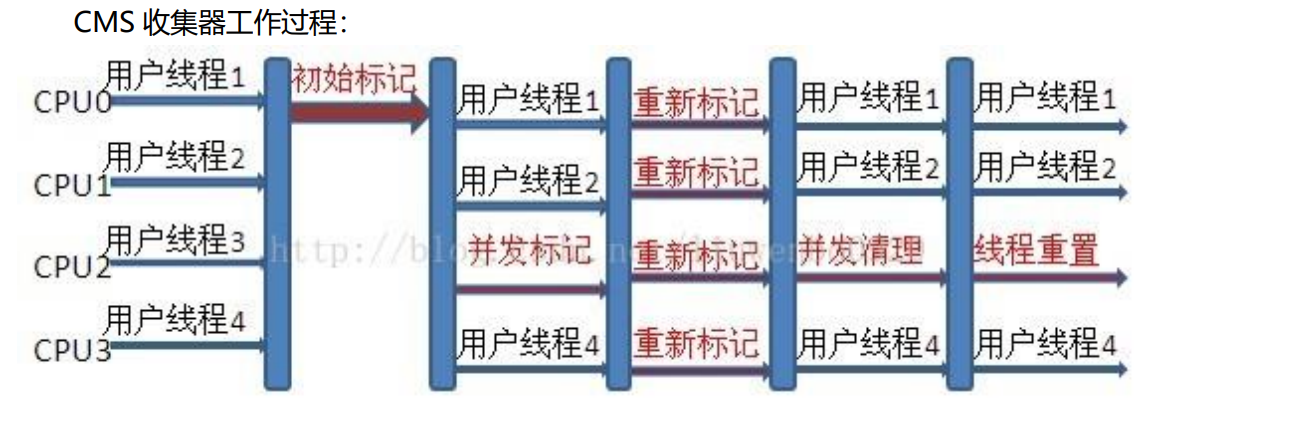 CMS 收集器工作过程：
CPU0 用户线程1 初始标记 用户线程1 重新标记 用户线程1 用户线程1
CPU1 用户线程2 用户线程2 重新标记 用户线程2 用户线程2
CPU2 用户线程3 并发标记 重新标记 并发清理 线程重置
http://blog.
CPU3 用户线程4 用户线程4 重新标记 用户线程4 用户线程4